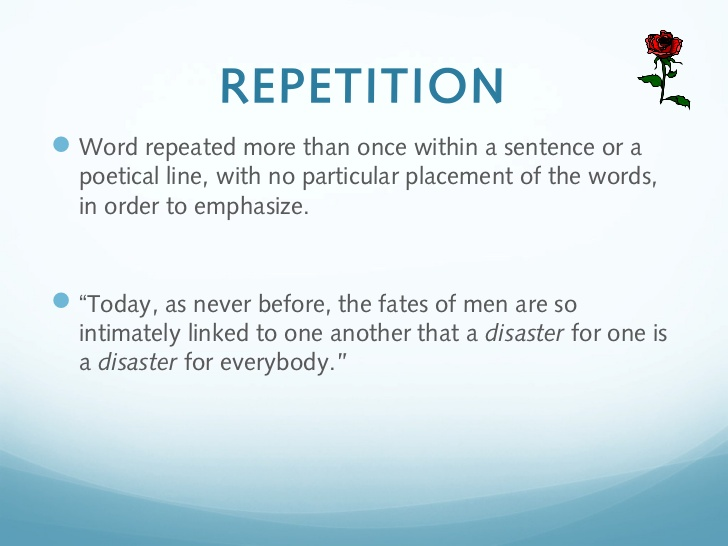 REPETITION
Word repeated more than once within a sentence or a
poetical line, with no particular placement of the words,
in order to emphasize.
“Today, as never before, the fates of men are so
intimately linked to one another that a disaster for one is
a disaster for everybody.”